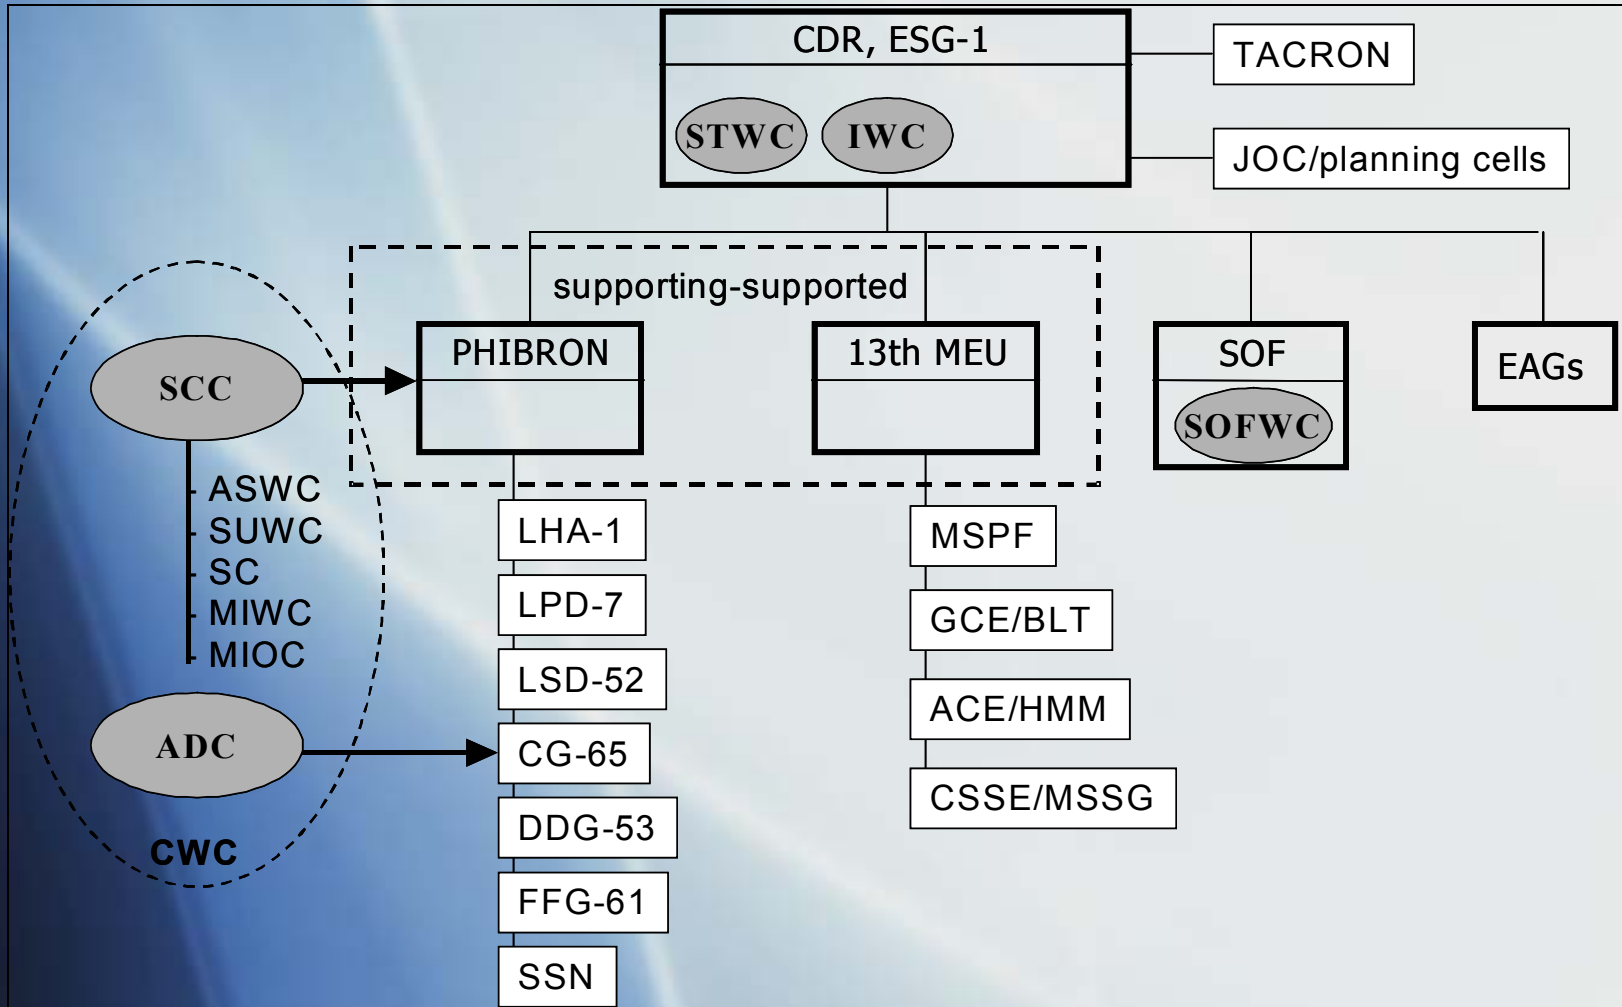 CDR, ESG-1
STWC
IWC
TACRON
JOC/planning cells
supporting-supported
PHIBRON
13th MEU
SOF
SOFWC
EAGs
SCC
ASWC
SUWC
SC
MIWC
MIOC
ADC
CWC
LHA-1
LPD-7
LSD-52
CG-65
DDG-53
FFG-61
SSN
MSPF
GCE/BLT
ACE/HMM
CSSE/MSSG